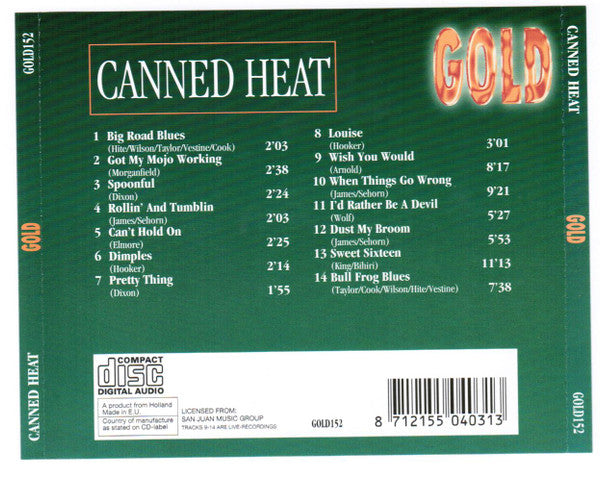 GOLD152
GOLD
CANNED HEAT
CANNED HEAT
GOLD
1 Big Road Blues
(Hite/Wilson/Taylor/Vestine/Cook) 2'03
2 Got My Mojo Working
(Morganfield) 2'38
3 Spoonful
(Dixon) 2'24
4 Rollin' And Tumblin
(James/Sehorn) 2'03
5 Can't Hold On
(Elmore) 2'25
6 Dimples
(Hooker) 2'14
7 Pretty Thing
(Dixon) 1'55
8 Louise
(Hooker) 3'01
9 Wish You Would
(Arnold) 8'17
10 When Things Go Wrong
(James/Sehorn) 9'21
11 I'd Rather Be A Devil
(Wolf) 5'27
12 Dust My Broom
(James/Sehorn) 5'53
13 Sweet Sixteen
(King/Bihiri) 11'13
14 Bull Frog Blues
(Taylor/Cook/Wilson/Hite/Vestine) 7'38
COMPACT
disc
DIGITAL AUDIO
A product from Holland
Made in E.U.
Country of manufacture
as stated on CD-label
LICENSED FROM:
SAN JUAN MUSIC GROUP
TRACKS 9-14 ARE LIVE-RECORDINGS
GOLD152
8 712155 040313
CANNED HEAT
GOLD
GOLD152